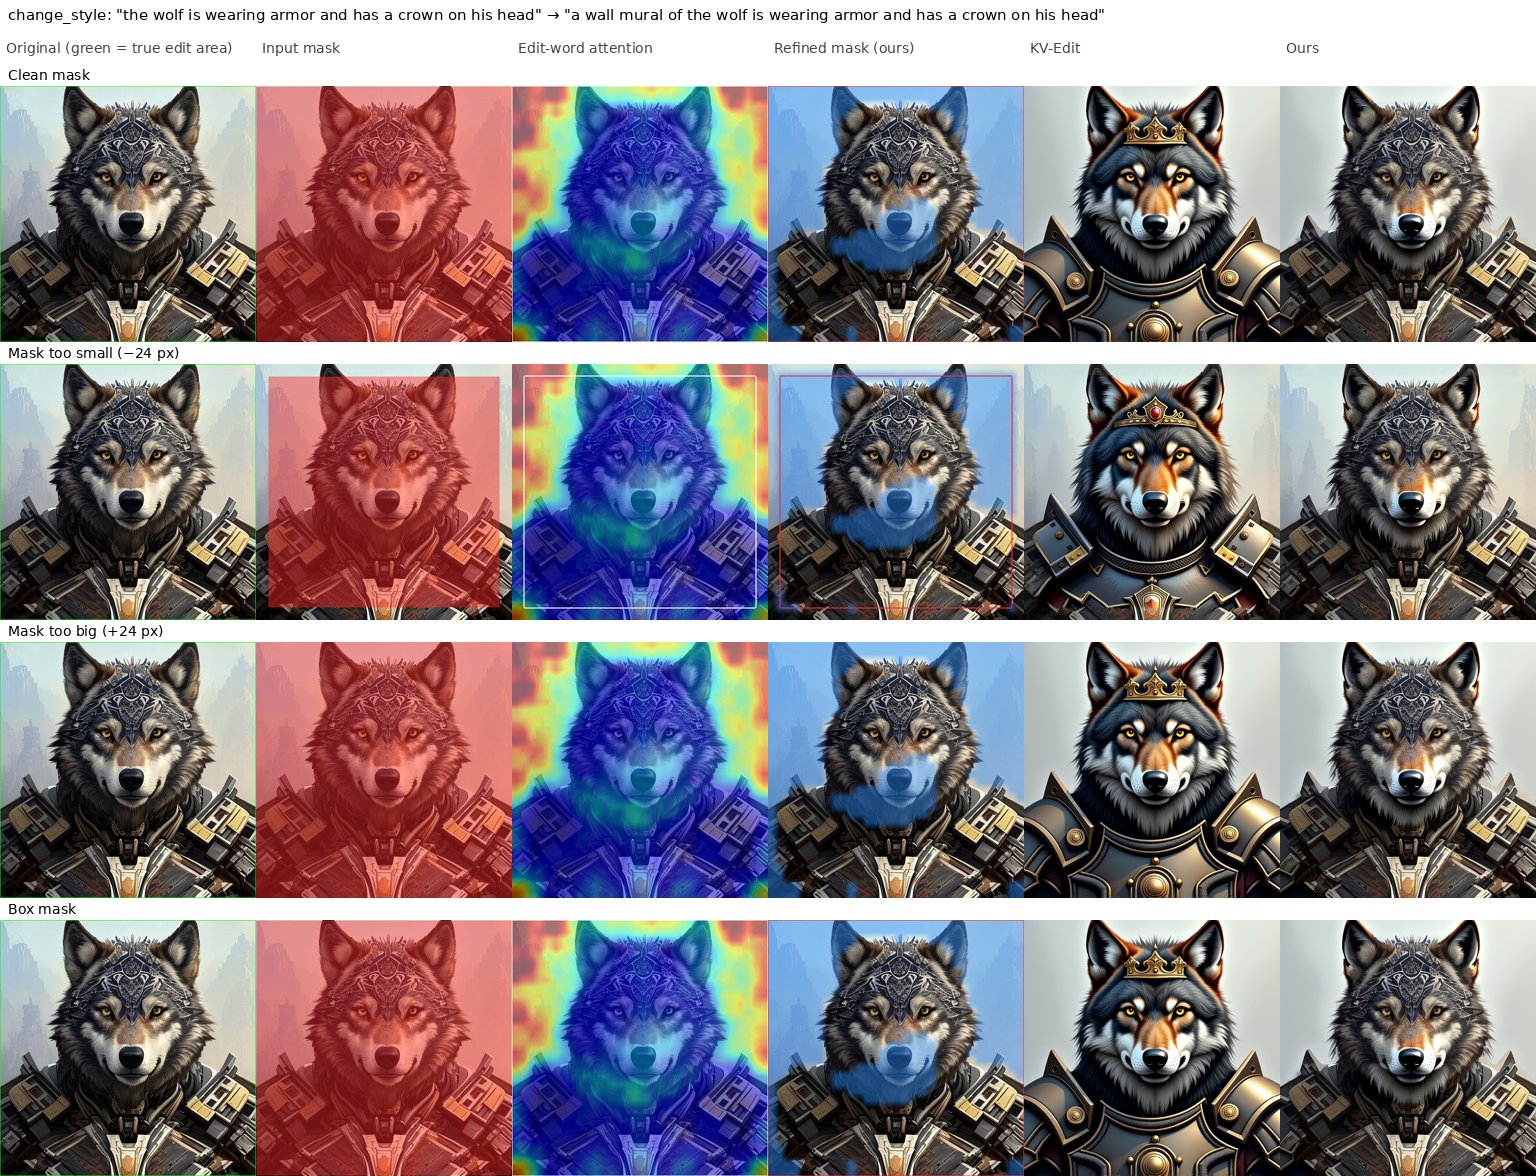 change_style: "the wolf is wearing armor and has a crown on his head" → "a wall mural of the wolf is wearing armor and has a crown on his head"
Original (green = true edit area) Input mask Edit-word attention Refined mask (ours) KV-Edit Ours
Clean mask
Mask too small (−24 px)
Mask too big (+24 px)
Box mask